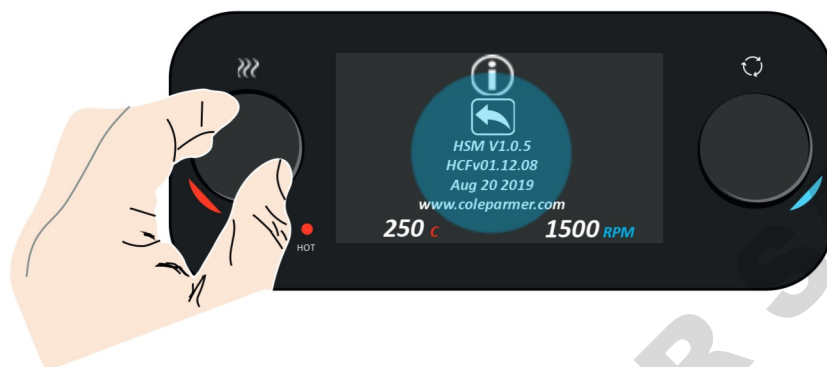 HSM V1.0.5
HCFv01.12.08
Aug 20 2019
www.coleparmer.com
250 C 1500 RPM
HOT
R S